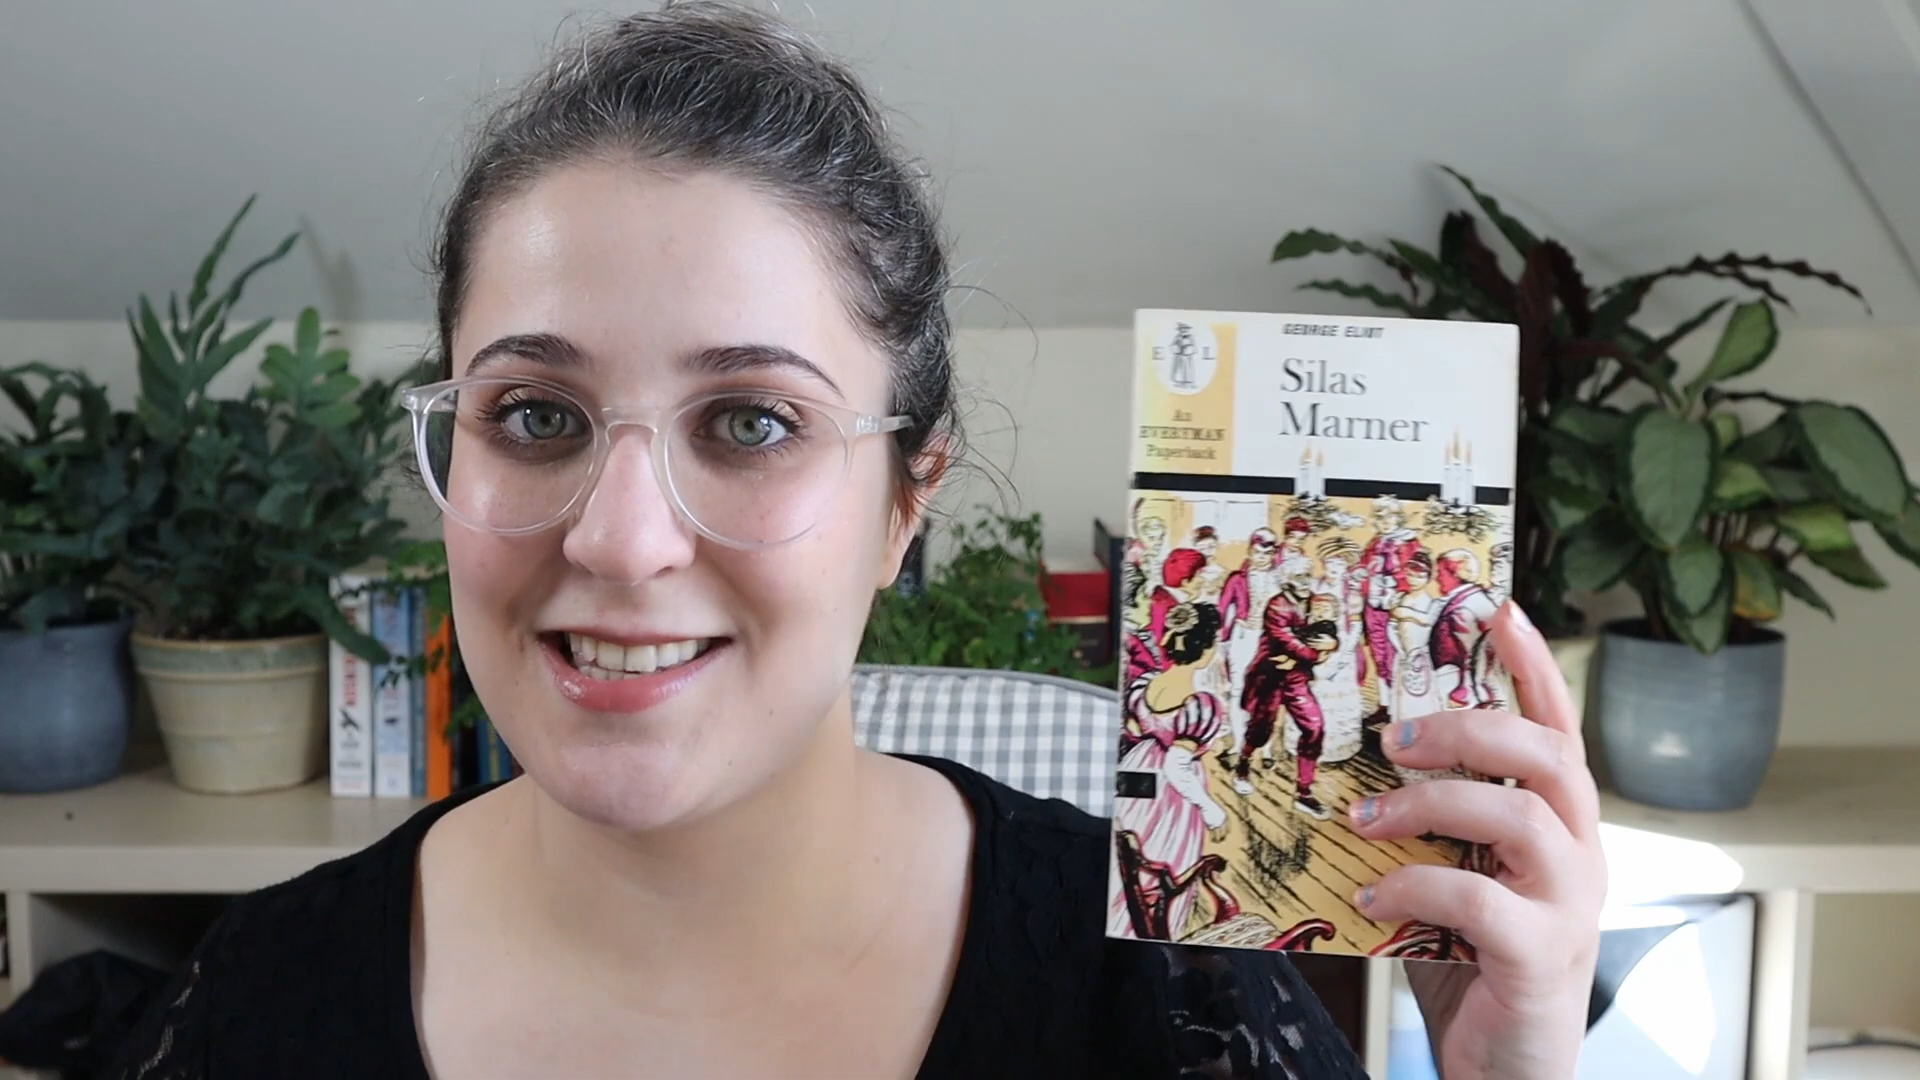 GEORGE ELIOT
Silas
Marner
E L
An
EVERYMAN
Paperback